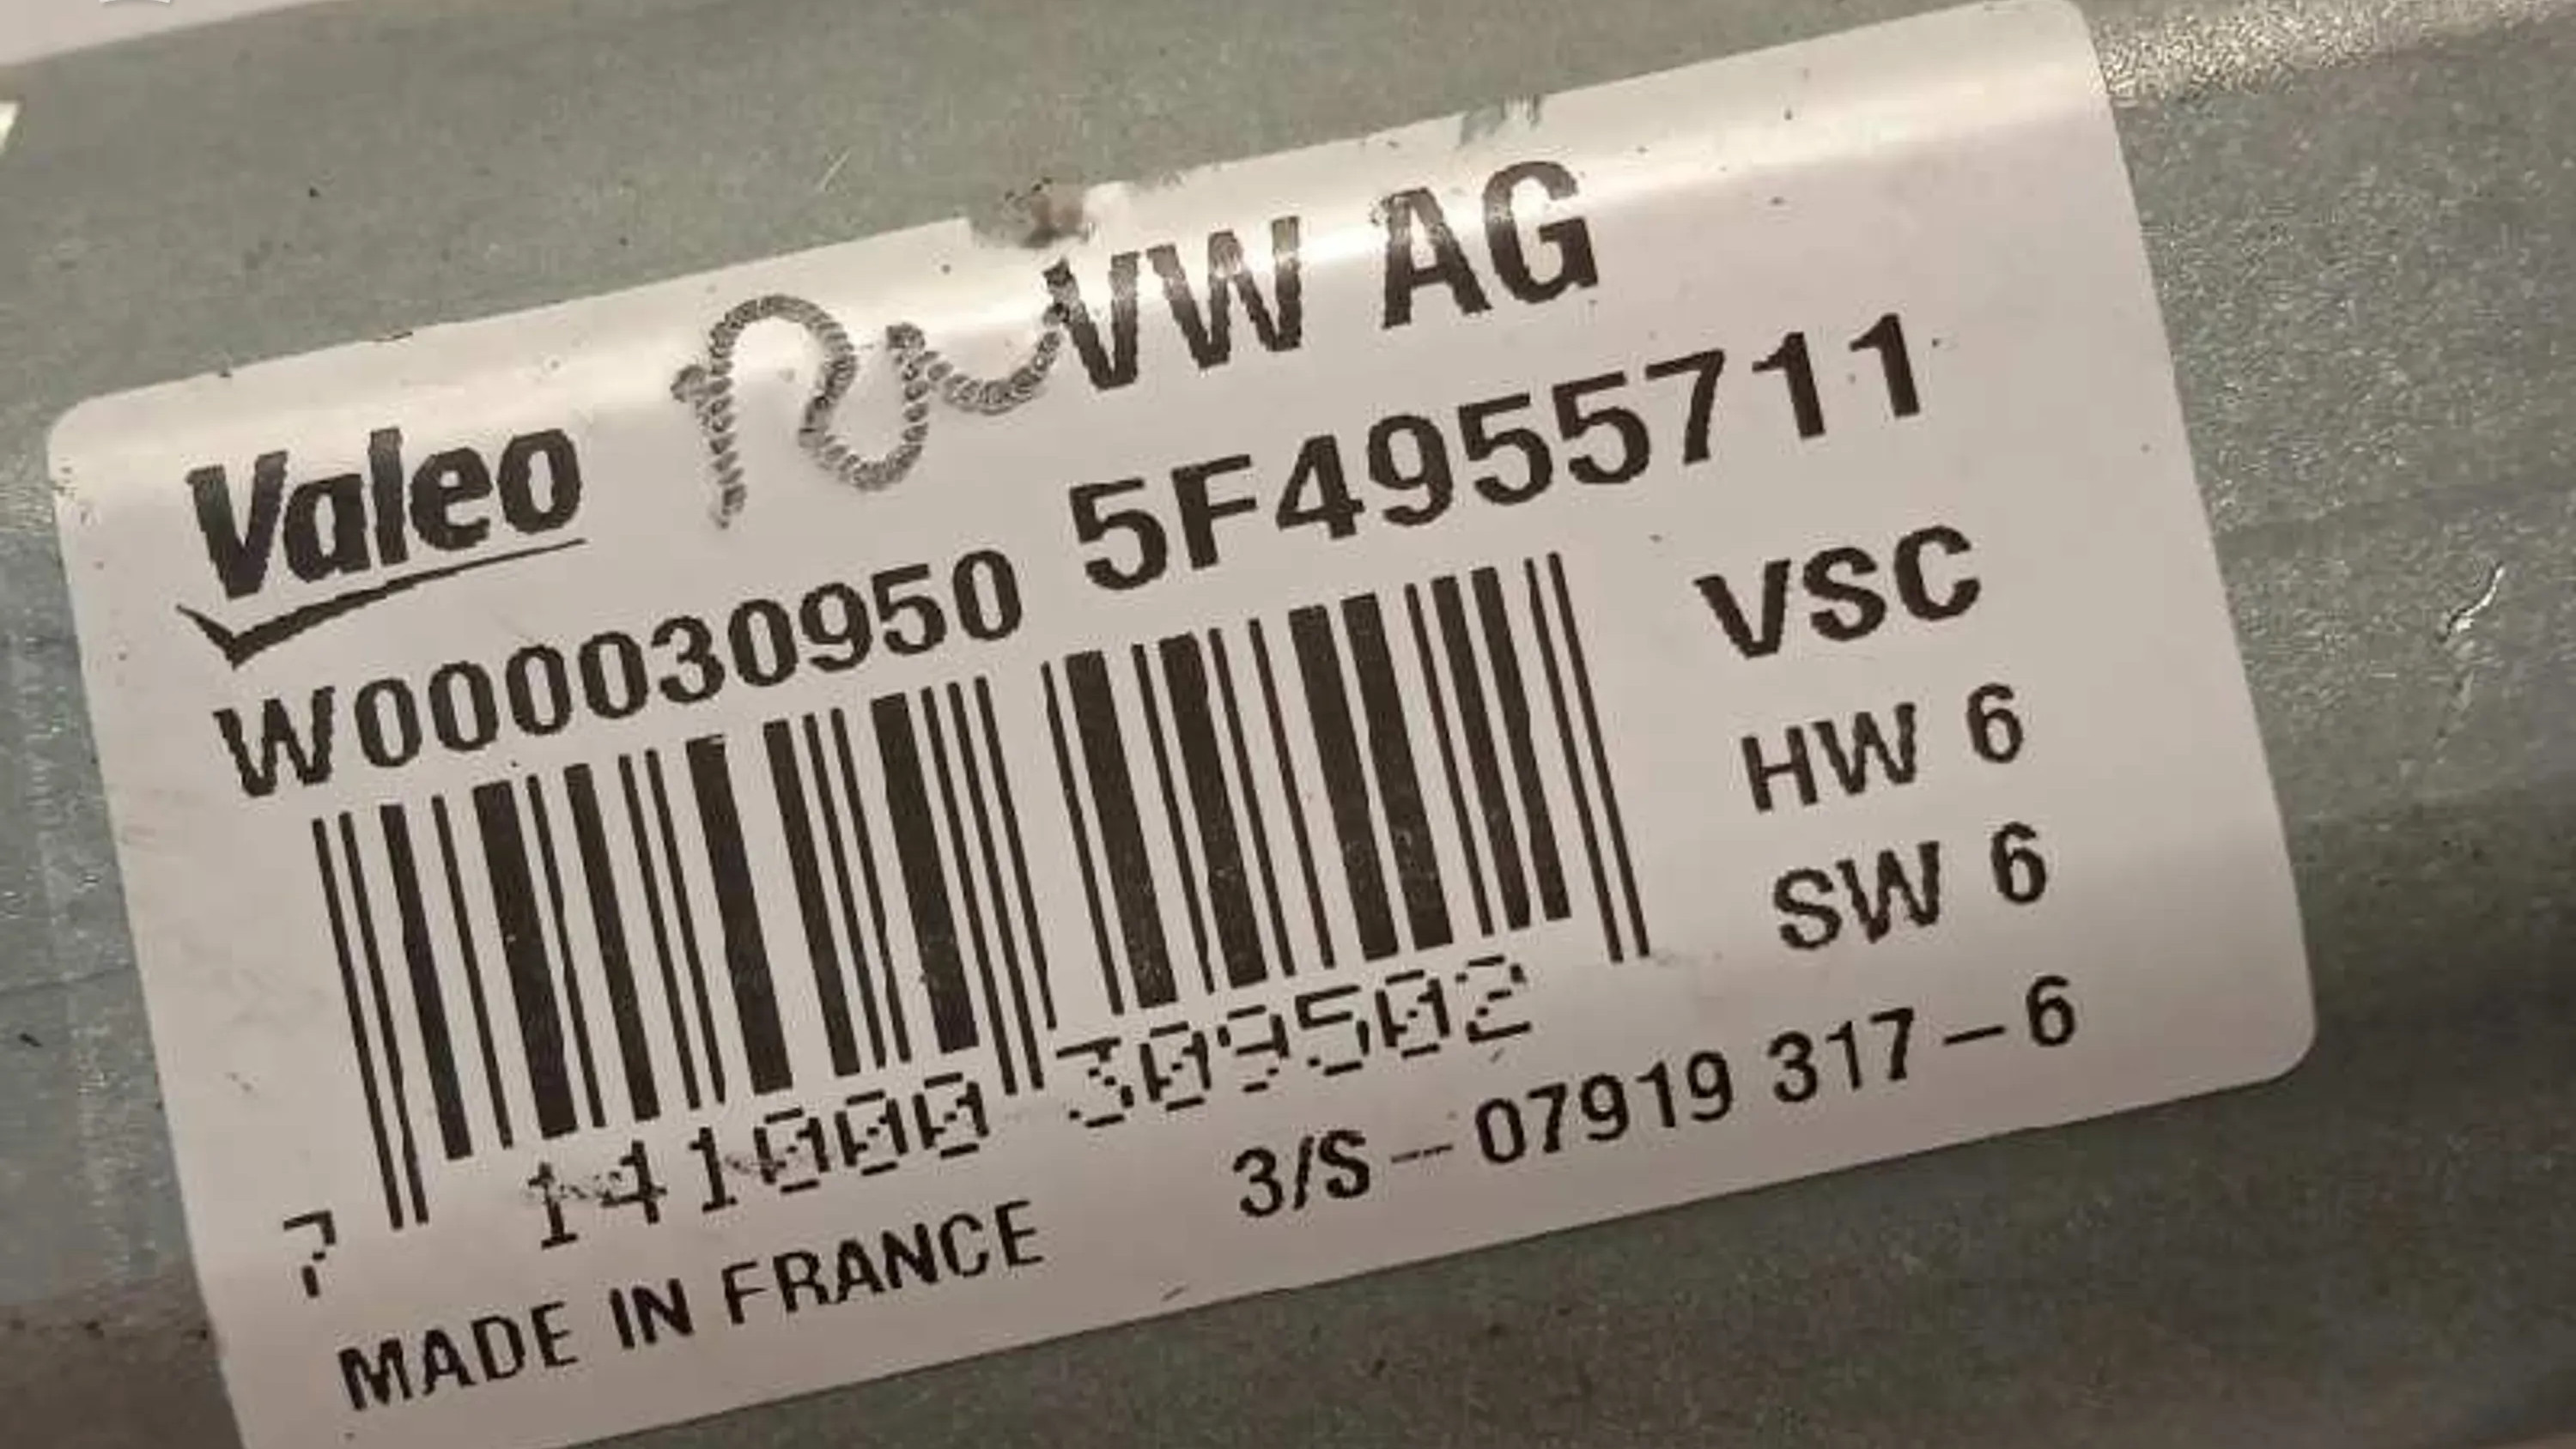 VW AG
Valeo
5F4955711
W000030950
VSC
HW 6
SW 6
7 141000 309502
3/S-07919 317-6
MADE IN FRANCE